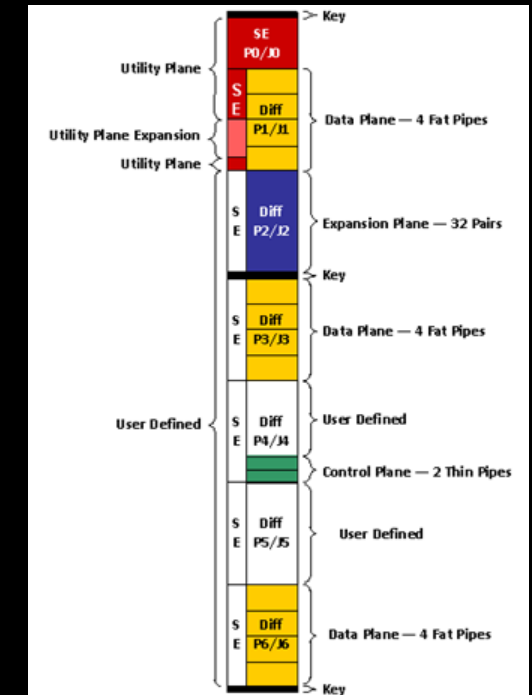 Key
SE
P0/J0
Utility Plane
S
E
Diff
P1/J1
Data Plane — 4 Fat Pipes
Utility Plane Expansion
Utility Plane
S
E
Diff
P2/J2
Expansion Plane — 32 Pairs
Key
S
E
Diff
P3/J3
Data Plane — 4 Fat Pipes
User Defined
S
E
Diff
P4/J4
User Defined
Control Plane — 2 Thin Pipes
S
E
Diff
P5/J5
User Defined
S
E
Diff
P6/J6
Data Plane — 4 Fat Pipes
Key